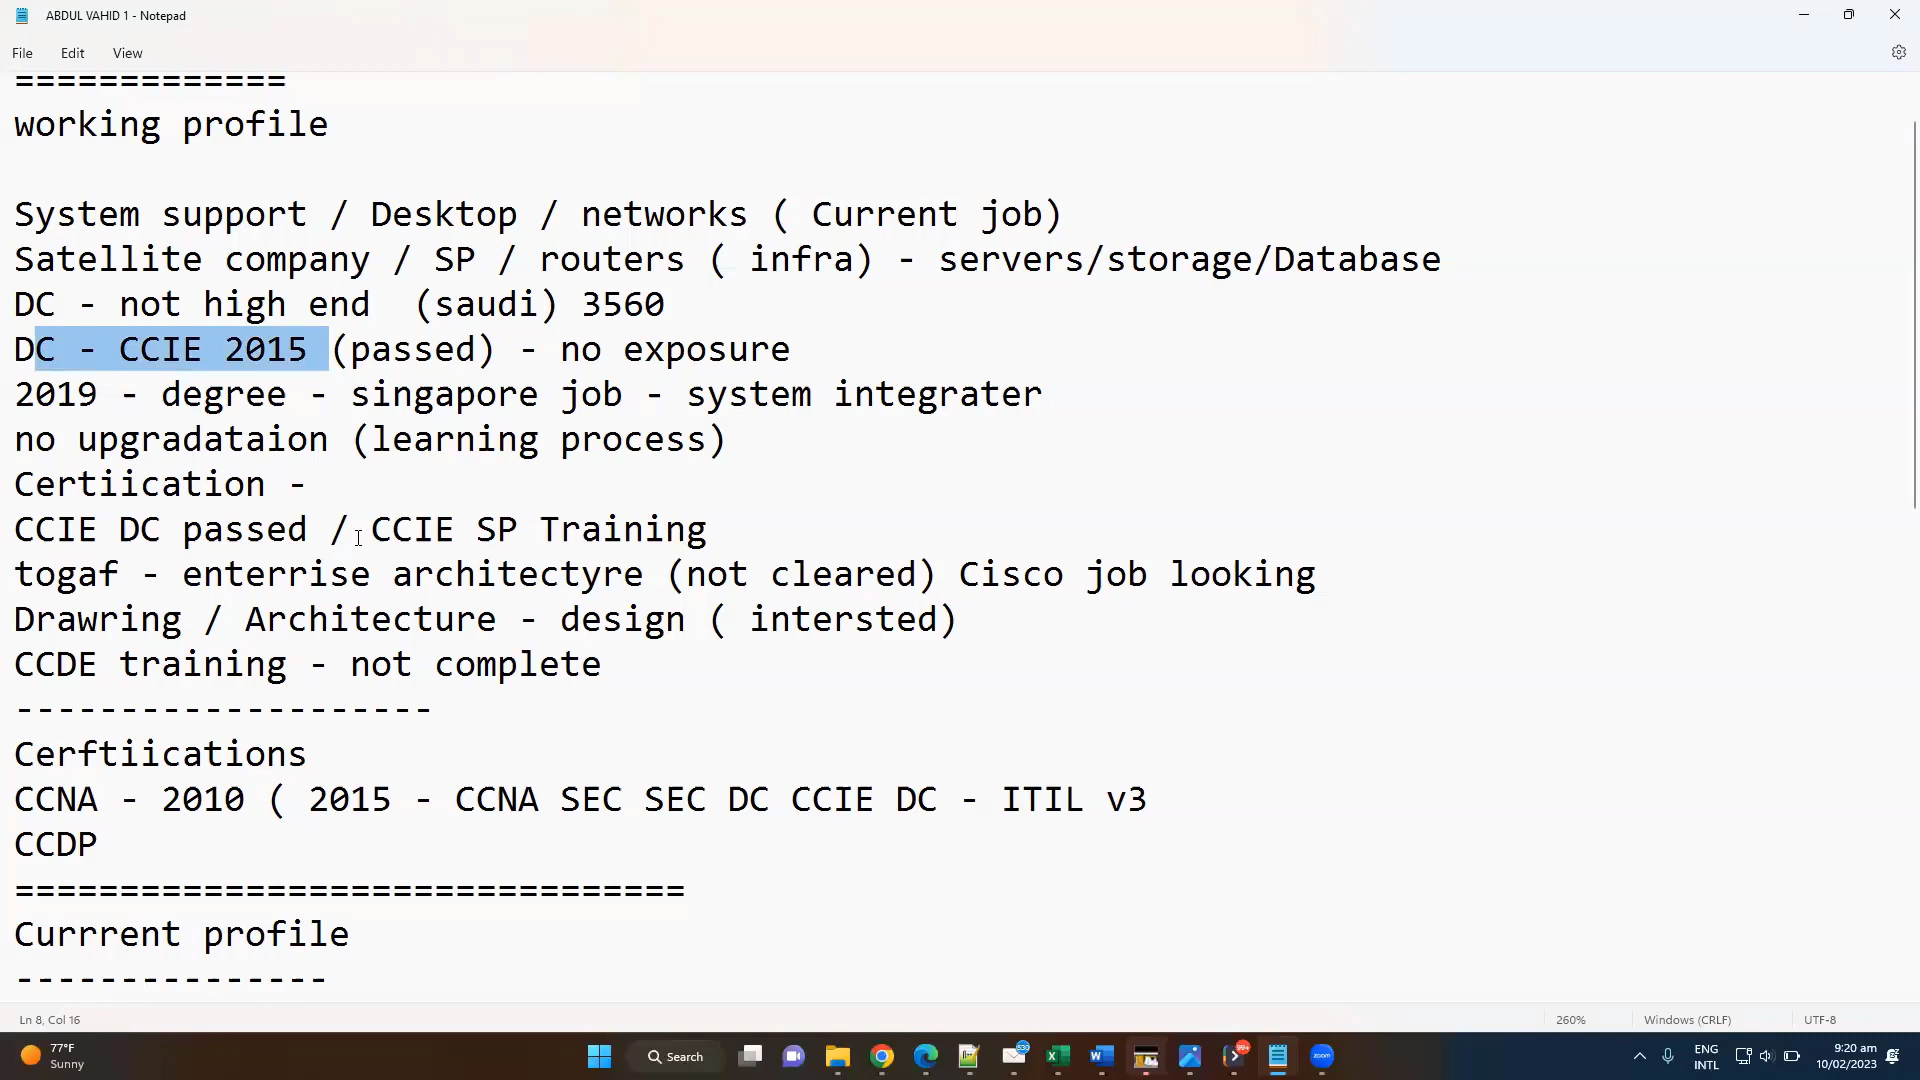 ABDUL VAHID 1 - Notepad
File Edit View
=============
working profile
System support / Desktop / networks ( Current job)
Satellite company / SP / routers ( infra) - servers/storage/Database
DC - not high end  (saudi) 3560
DC - CCIE 2015 (passed) - no exposure
2019 - degree - singapore job - system integrater
no upgradataion (learning process)
Certiication -
CCIE DC passed / CCIE SP Training
togaf - enterrise architectyre (not cleared) Cisco job looking
Drawring / Architecture - design ( intersted)
CCDE training - not complete
--------------------
Cerftiications
CCNA - 2010 ( 2015 - CCNA SEC SEC DC CCIE DC - ITIL v3
CCDP
================================
Currrent profile
---------------
Ln 8, Col 16 260% Windows (CRLF) UTF-8
77°F
Sunny
Search
530
99+
zoom
ENG
INTL
9:20 am
10/02/2023